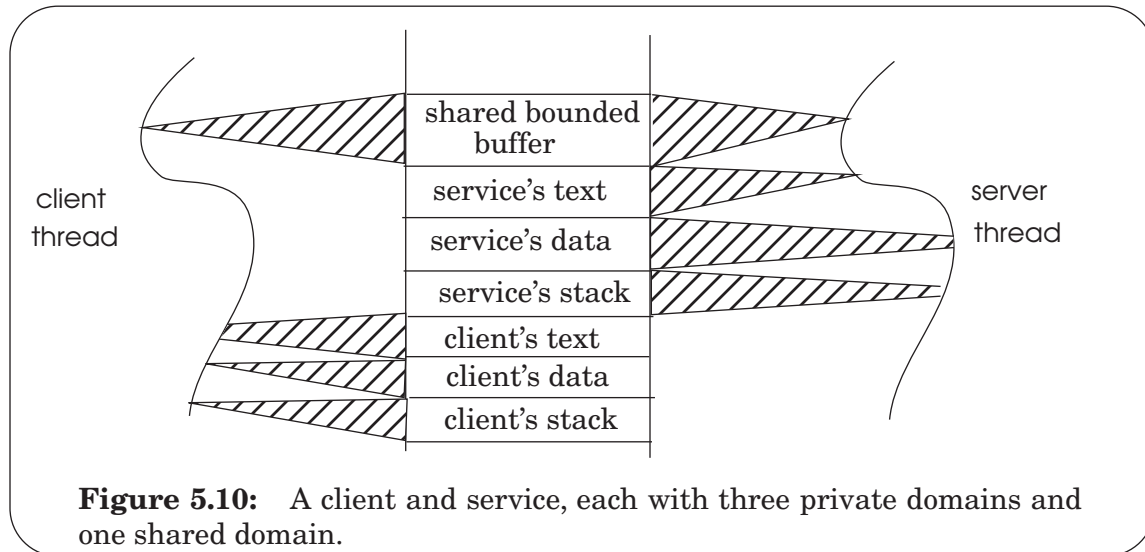 shared bounded
buffer
service's text
service's data
service's stack
client's text
client's data
client's stack
client
thread
server
thread
Figure 5.10: A client and service, each with three private domains and
one shared domain.